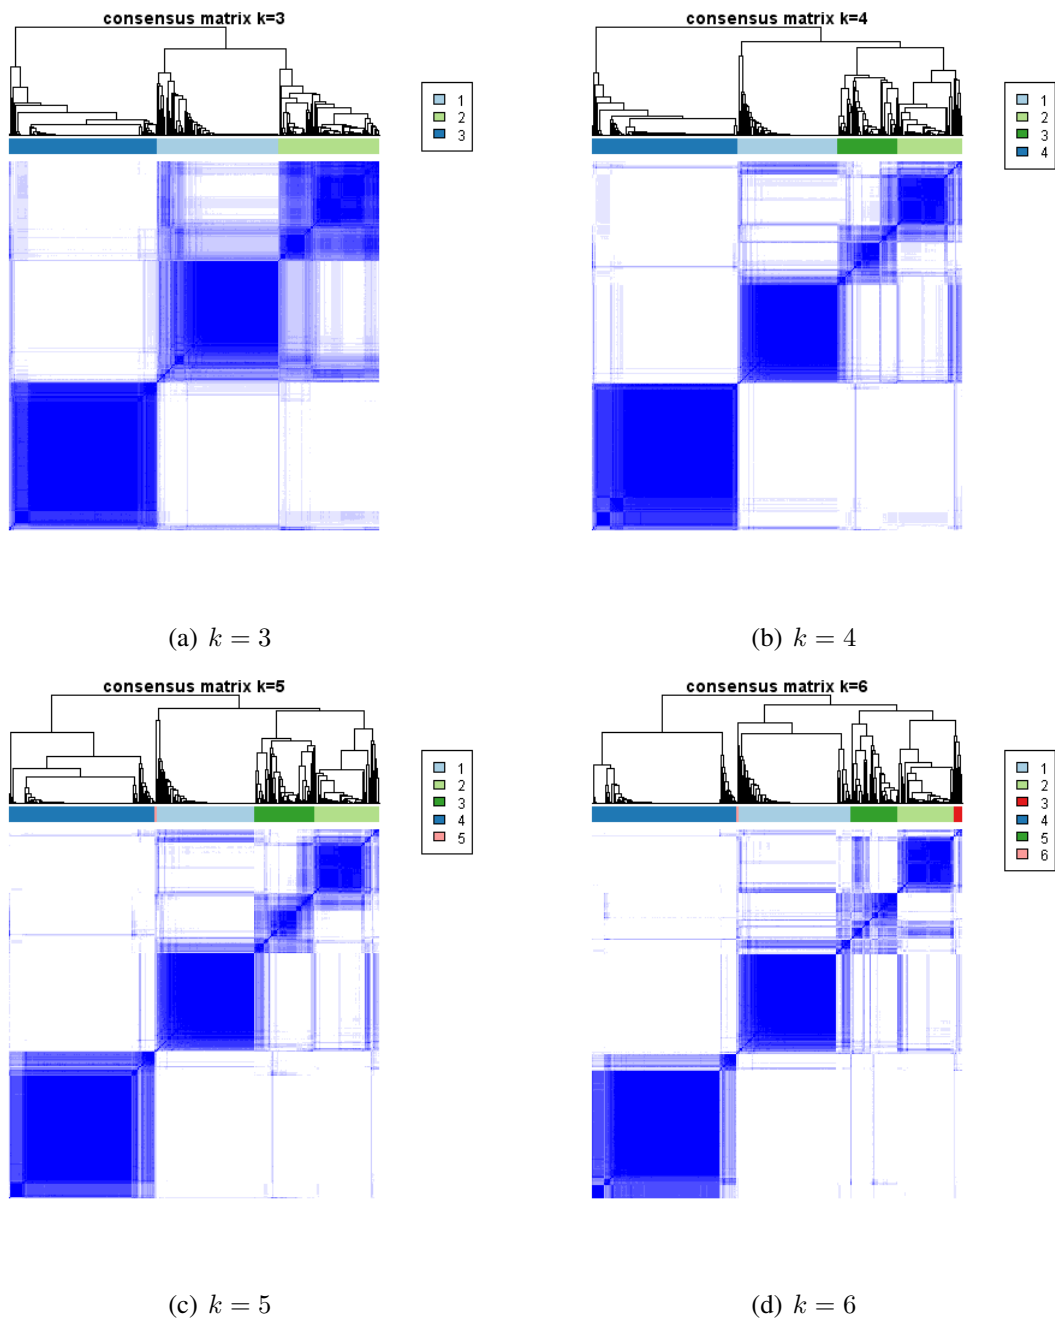 consensus matrix k=3
1
2
3
(a) k = 3
consensus matrix k=4
1
2
3
4
(b) k = 4
consensus matrix k=5
1
2
3
4
5
(c) k = 5
consensus matrix k=6
1
2
3
4
5
6
(d) k = 6